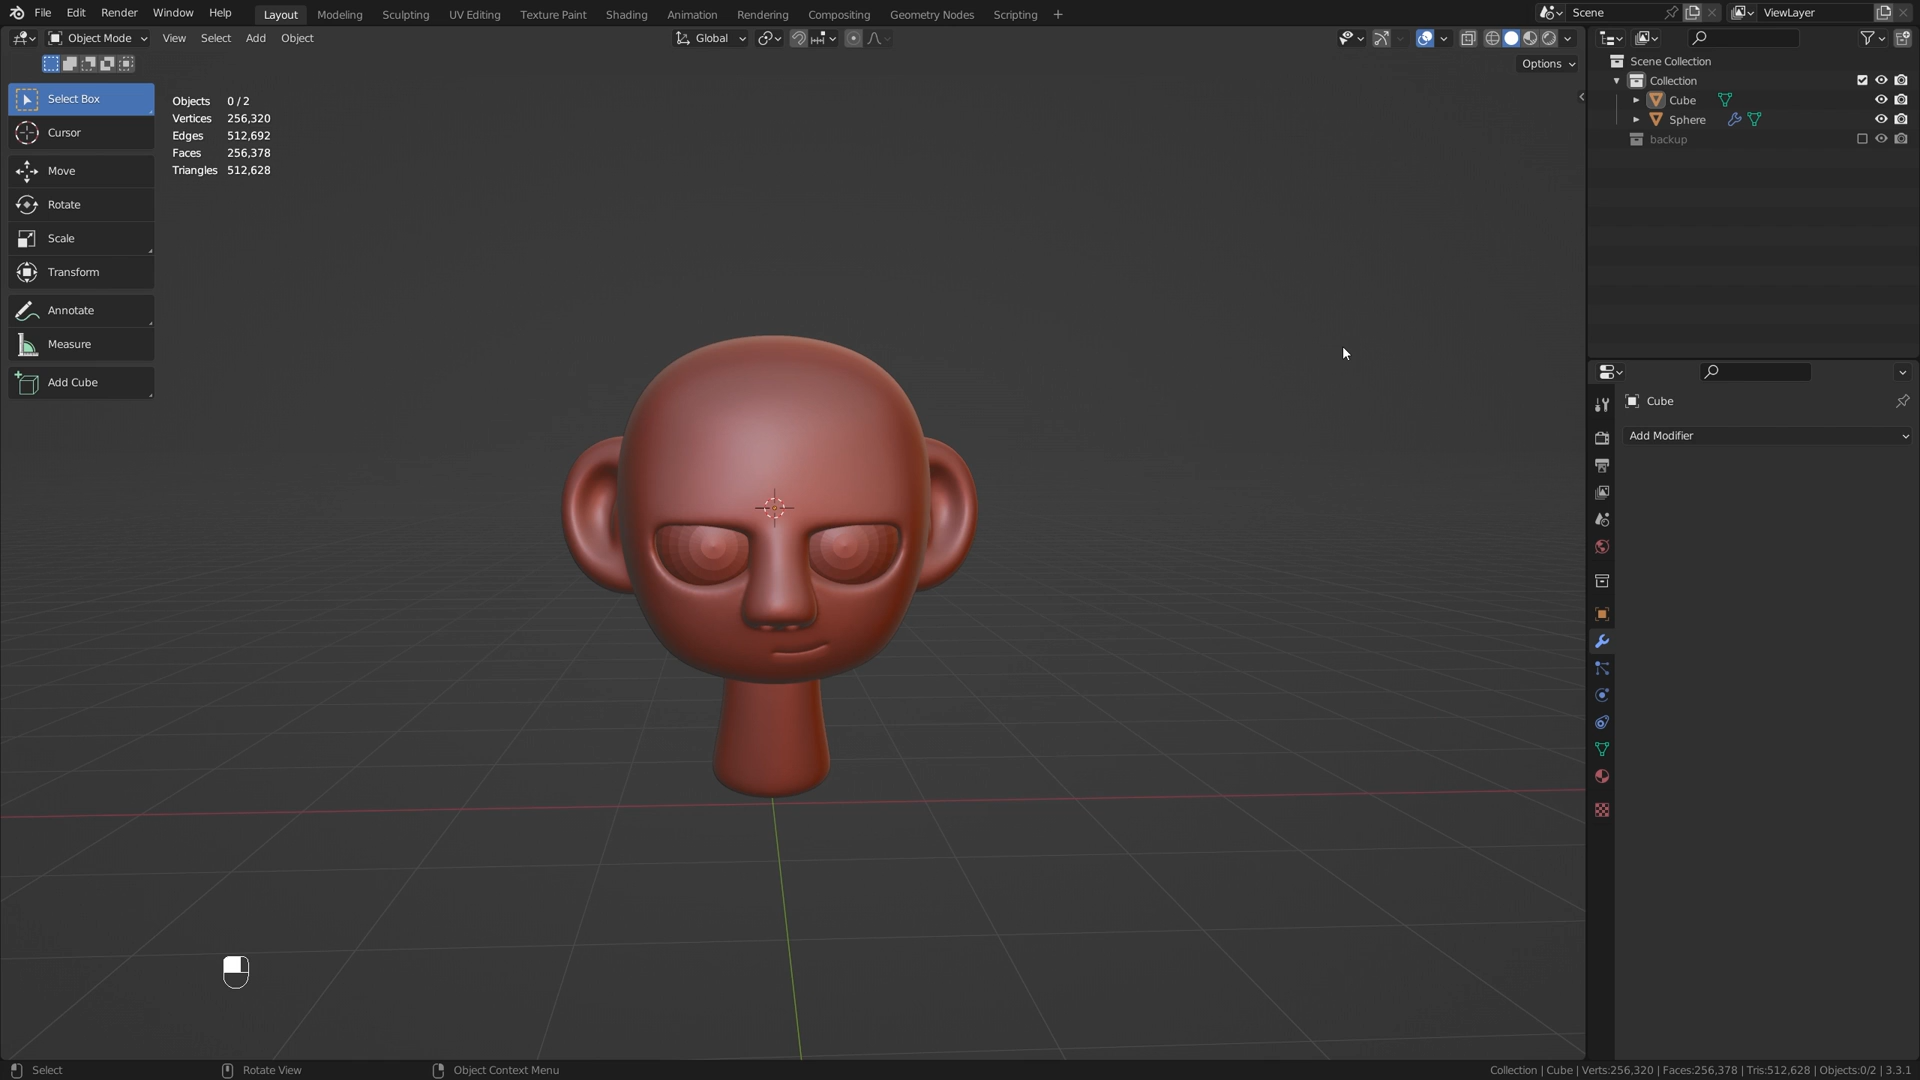 File Edit Render Window Help Layout Modeling Sculpting UV Editing Texture Paint Shading Animation Rendering Compositing Geometry Nodes Scripting + Scene ViewLayer
Object Mode View Select Add Object Global
Options
Select Box
Cursor
Move
Rotate
Scale
Transform
Annotate
Measure
Add Cube
Objects 0 / 2
Vertices 256,320
Edges 512,692
Faces 256,378
Triangles 512,628
Scene Collection
Collection
Cube
Sphere
backup
Cube
Add Modifier
Select Rotate View Object Context Menu Collection | Cube | Verts:256,320 | Faces:256,378 | Tris:512,628 | Objects:0/2 | 3.3.1